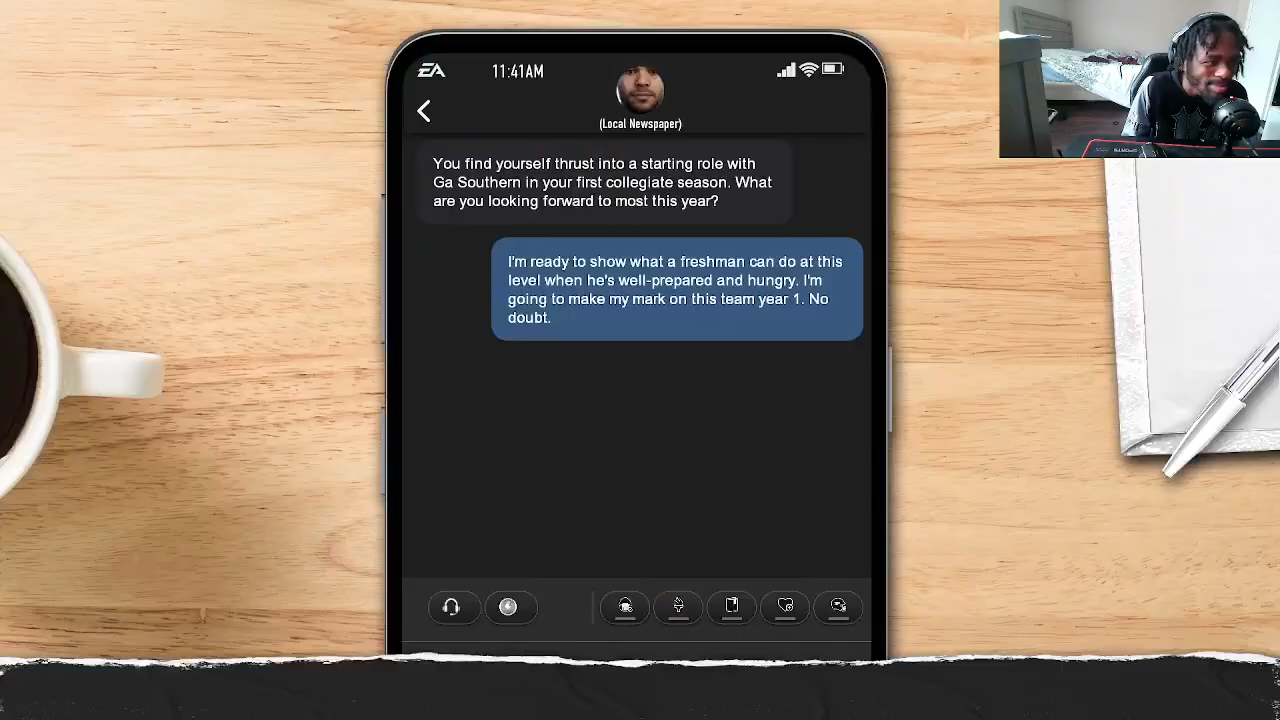 EA
11:41AM
(Local Newspaper)
You find yourself thrust into a starting role with
Ga Southern in your first collegiate season. What
are you looking forward to most this year?
I'm ready to show what a freshman can do at this
level when he's well-prepared and hungry. I'm
going to make my mark on this team year 1. No
doubt.